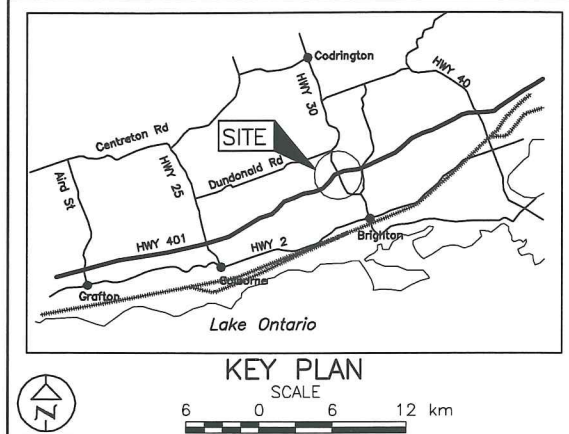 Codrington
HWY 30
HWY 40
Centreton Rd
SITE
Aird St
HWY 25
Dundonald Rd
HWY 401
HWY 2
Brighton
Colborne
Grafton
Lake Ontario
KEY PLAN
SCALE
N
6 0 6 12 km